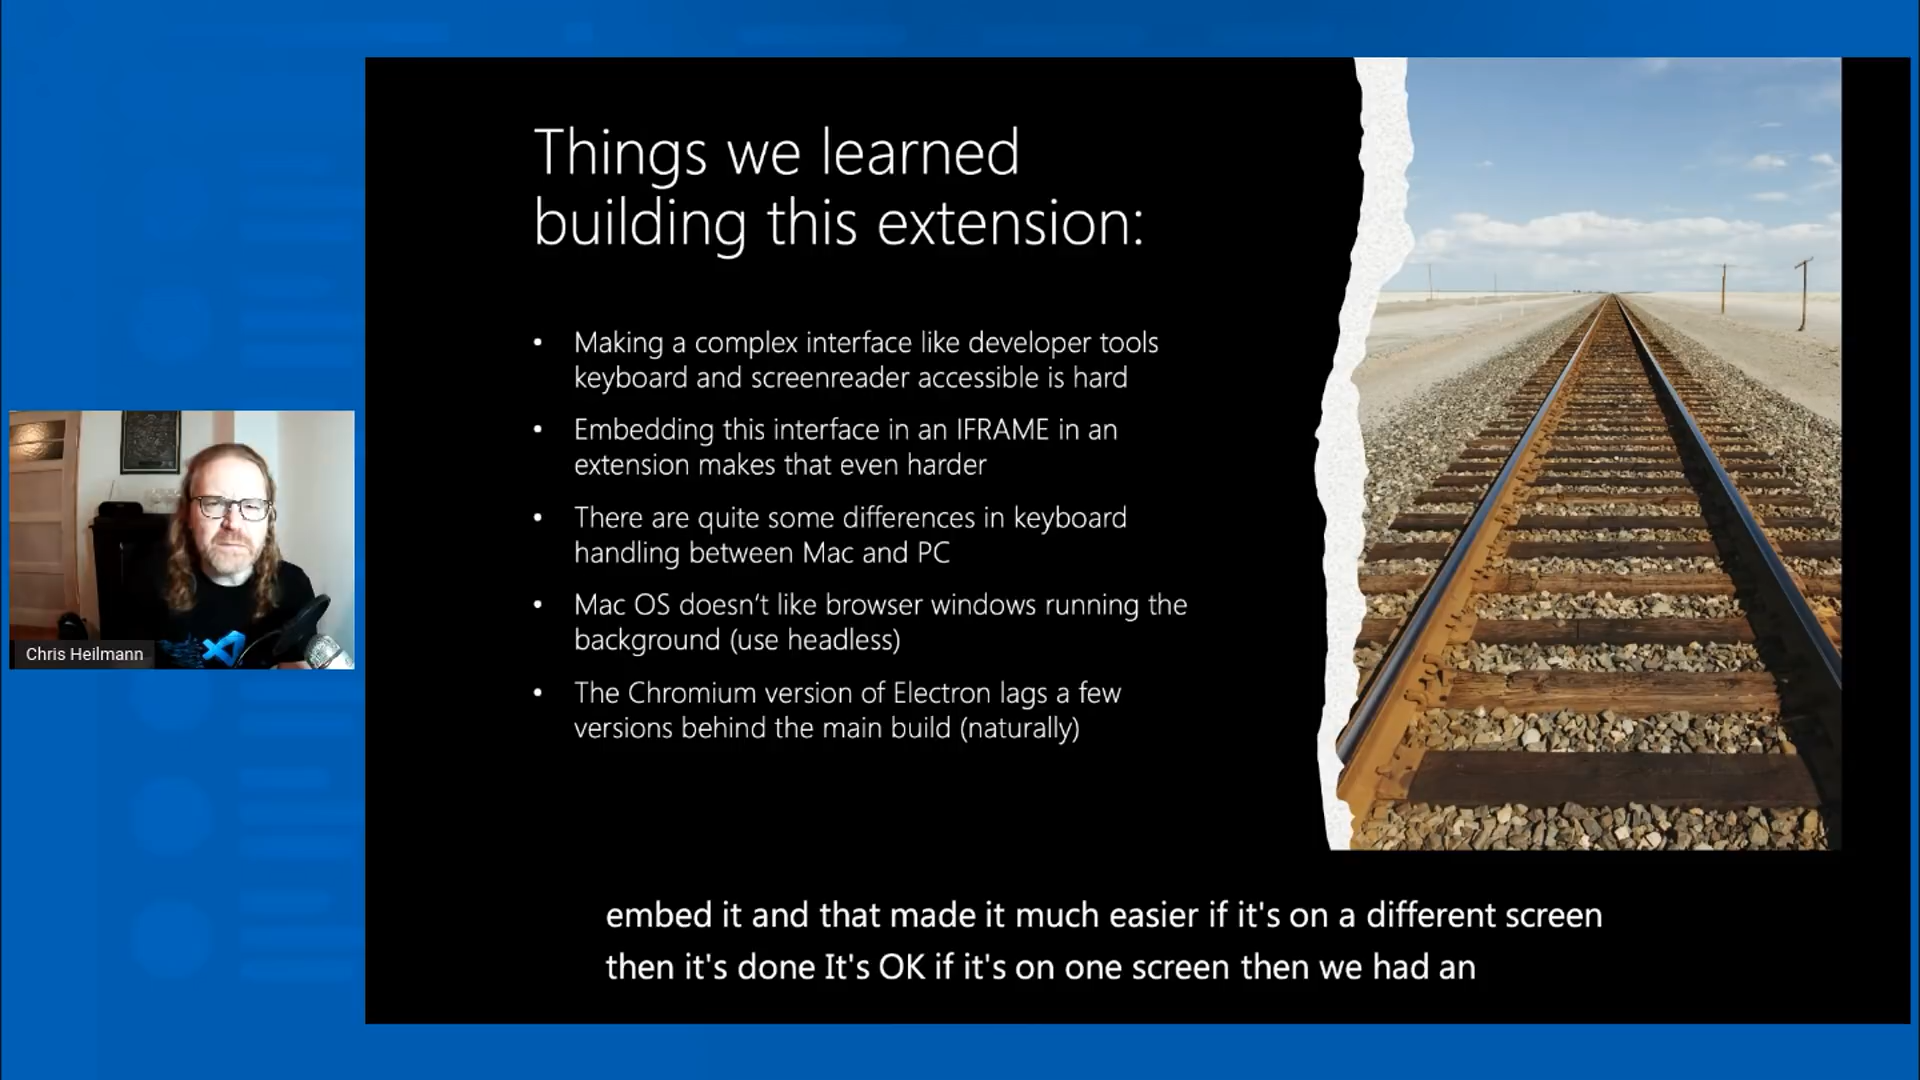 Things we learned
building this extension:
• Making a complex interface like developer tools
keyboard and screenreader accessible is hard
• Embedding this interface in an IFRAME in an
extension makes that even harder
• There are quite some differences in keyboard
handling between Mac and PC
• Mac OS doesn't like browser windows running the
background (use headless)
• The Chromium version of Electron lags a few
versions behind the main build (naturally)
Chris Heilmann
embed it and that made it much easier if it's on a different screen
then it's done It's OK if it's on one screen then we had an